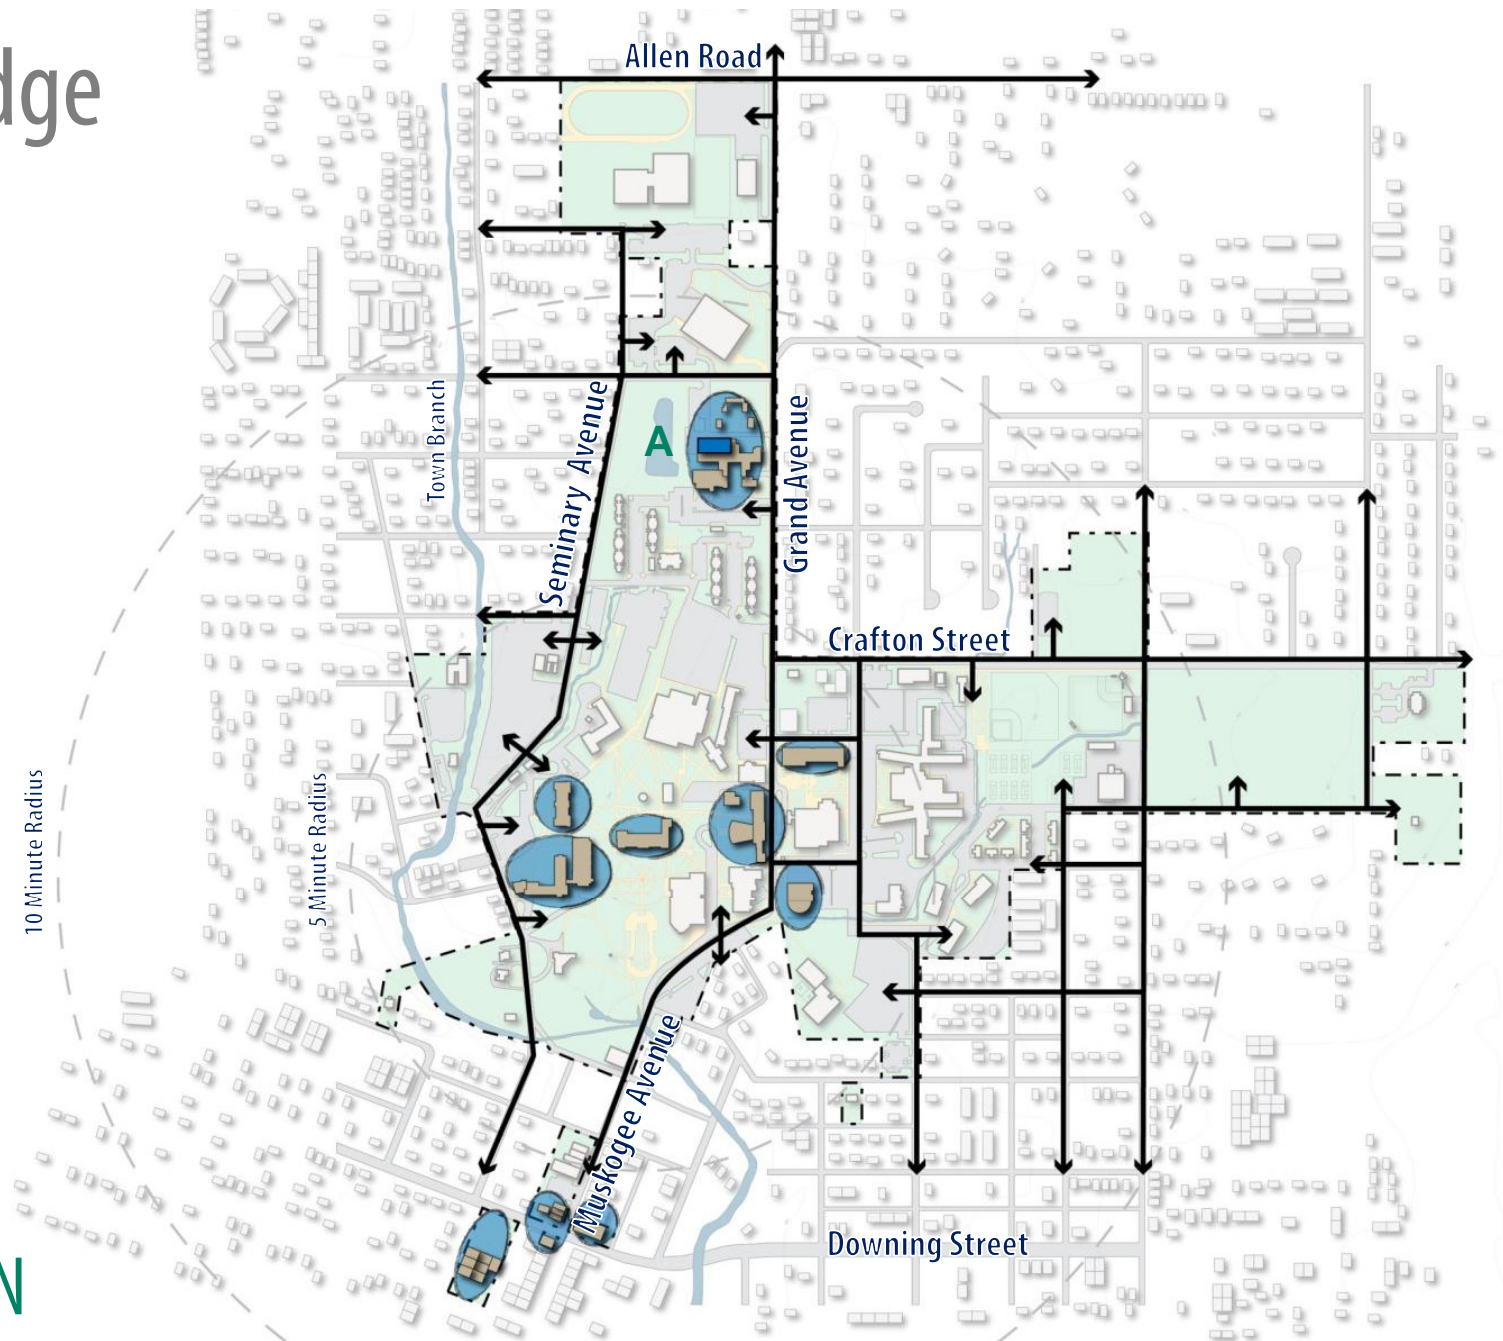 dge
Allen Road
Town Branch
Seminary Avenue
A
Grand Avenue
Crafton Street
10 Minute Radius
5 Minute Radius
Muskogee Avenue
Downing Street
N